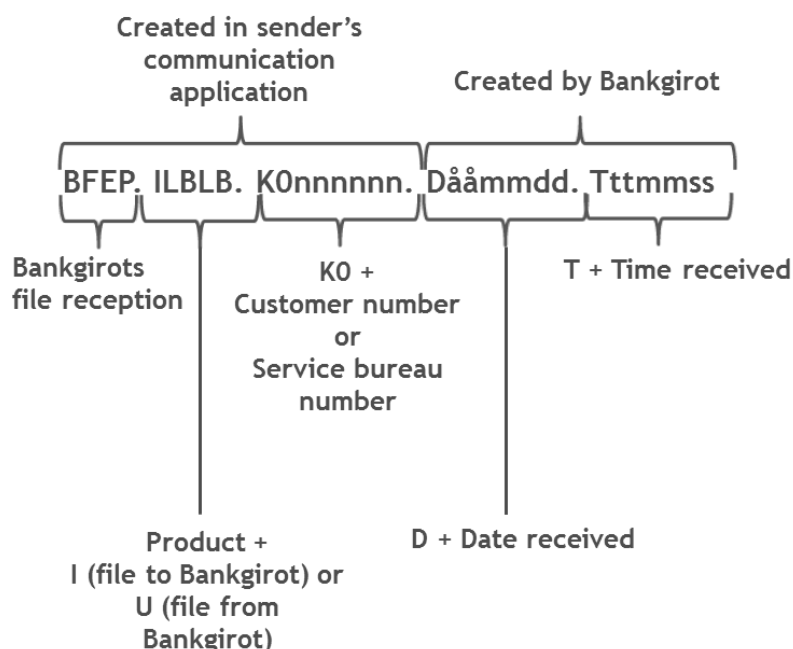 Created in sender’s
communication
application
Created by Bankgirot
BFEP. ILBLB. K0nnnnnn. Dååmmdd. Tttmmss
Bankgirots
file reception
K0 +
Customer number
or
Service bureau
number
T + Time received
Product +
I (file to Bankgirot) or
U (file from
Bankgirot)
D + Date received